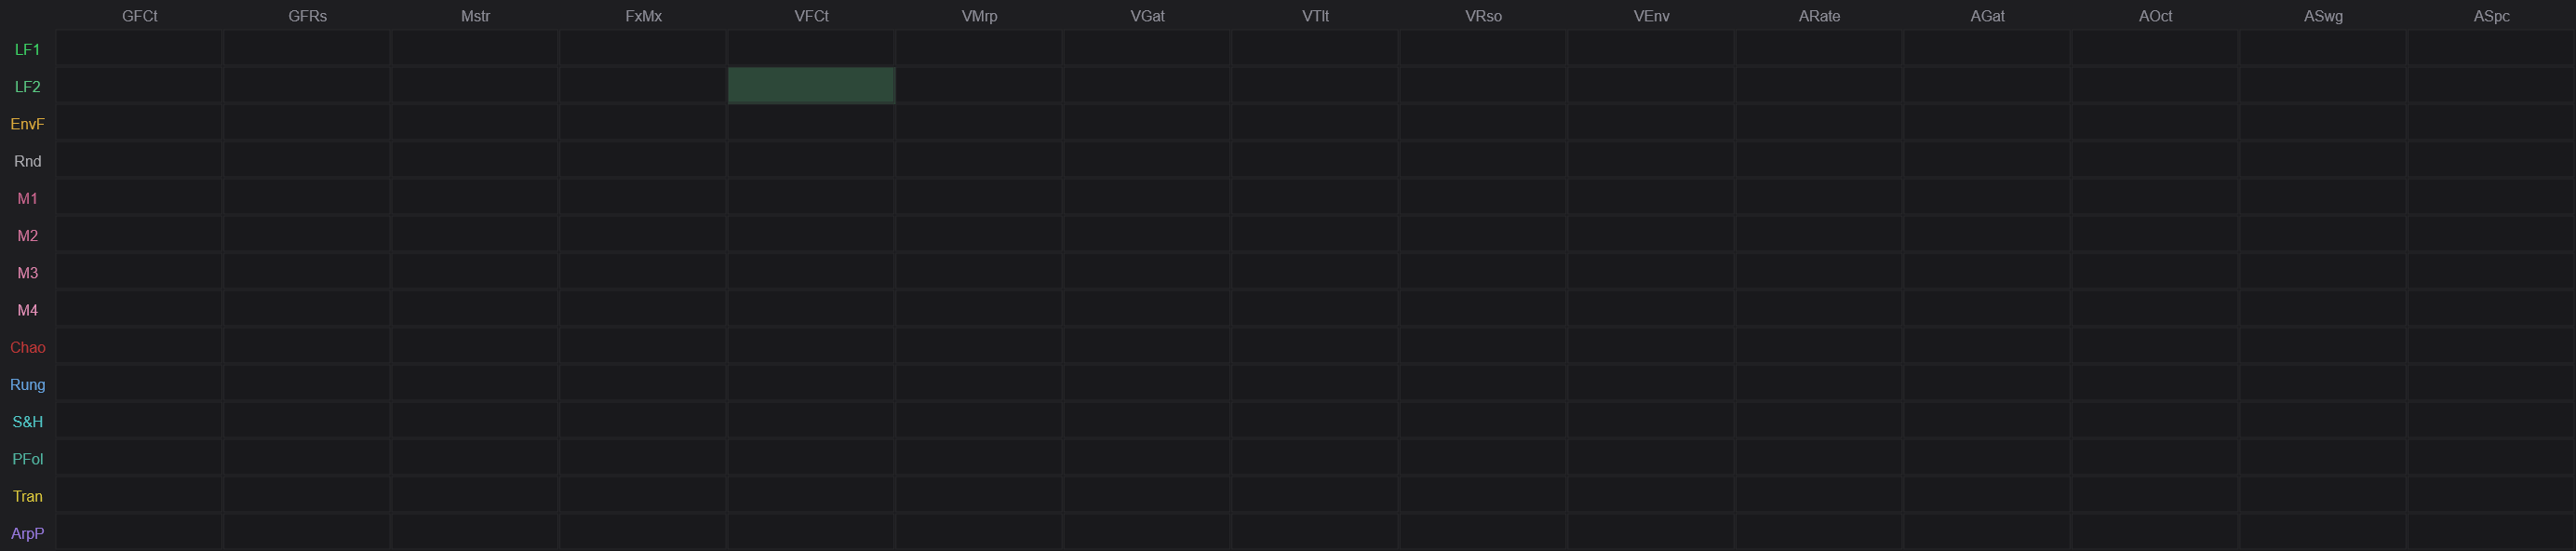 GFCt GFRs Mstr FxMx VFCt VMrp VGat VTlt VRso VEnv ARate AGat AOct ASwg ASpc
LF1
LF2
EnvF
Rnd
M1
M2
M3
M4
Chao
Rung
S&H
PFol
Tran
ArpP